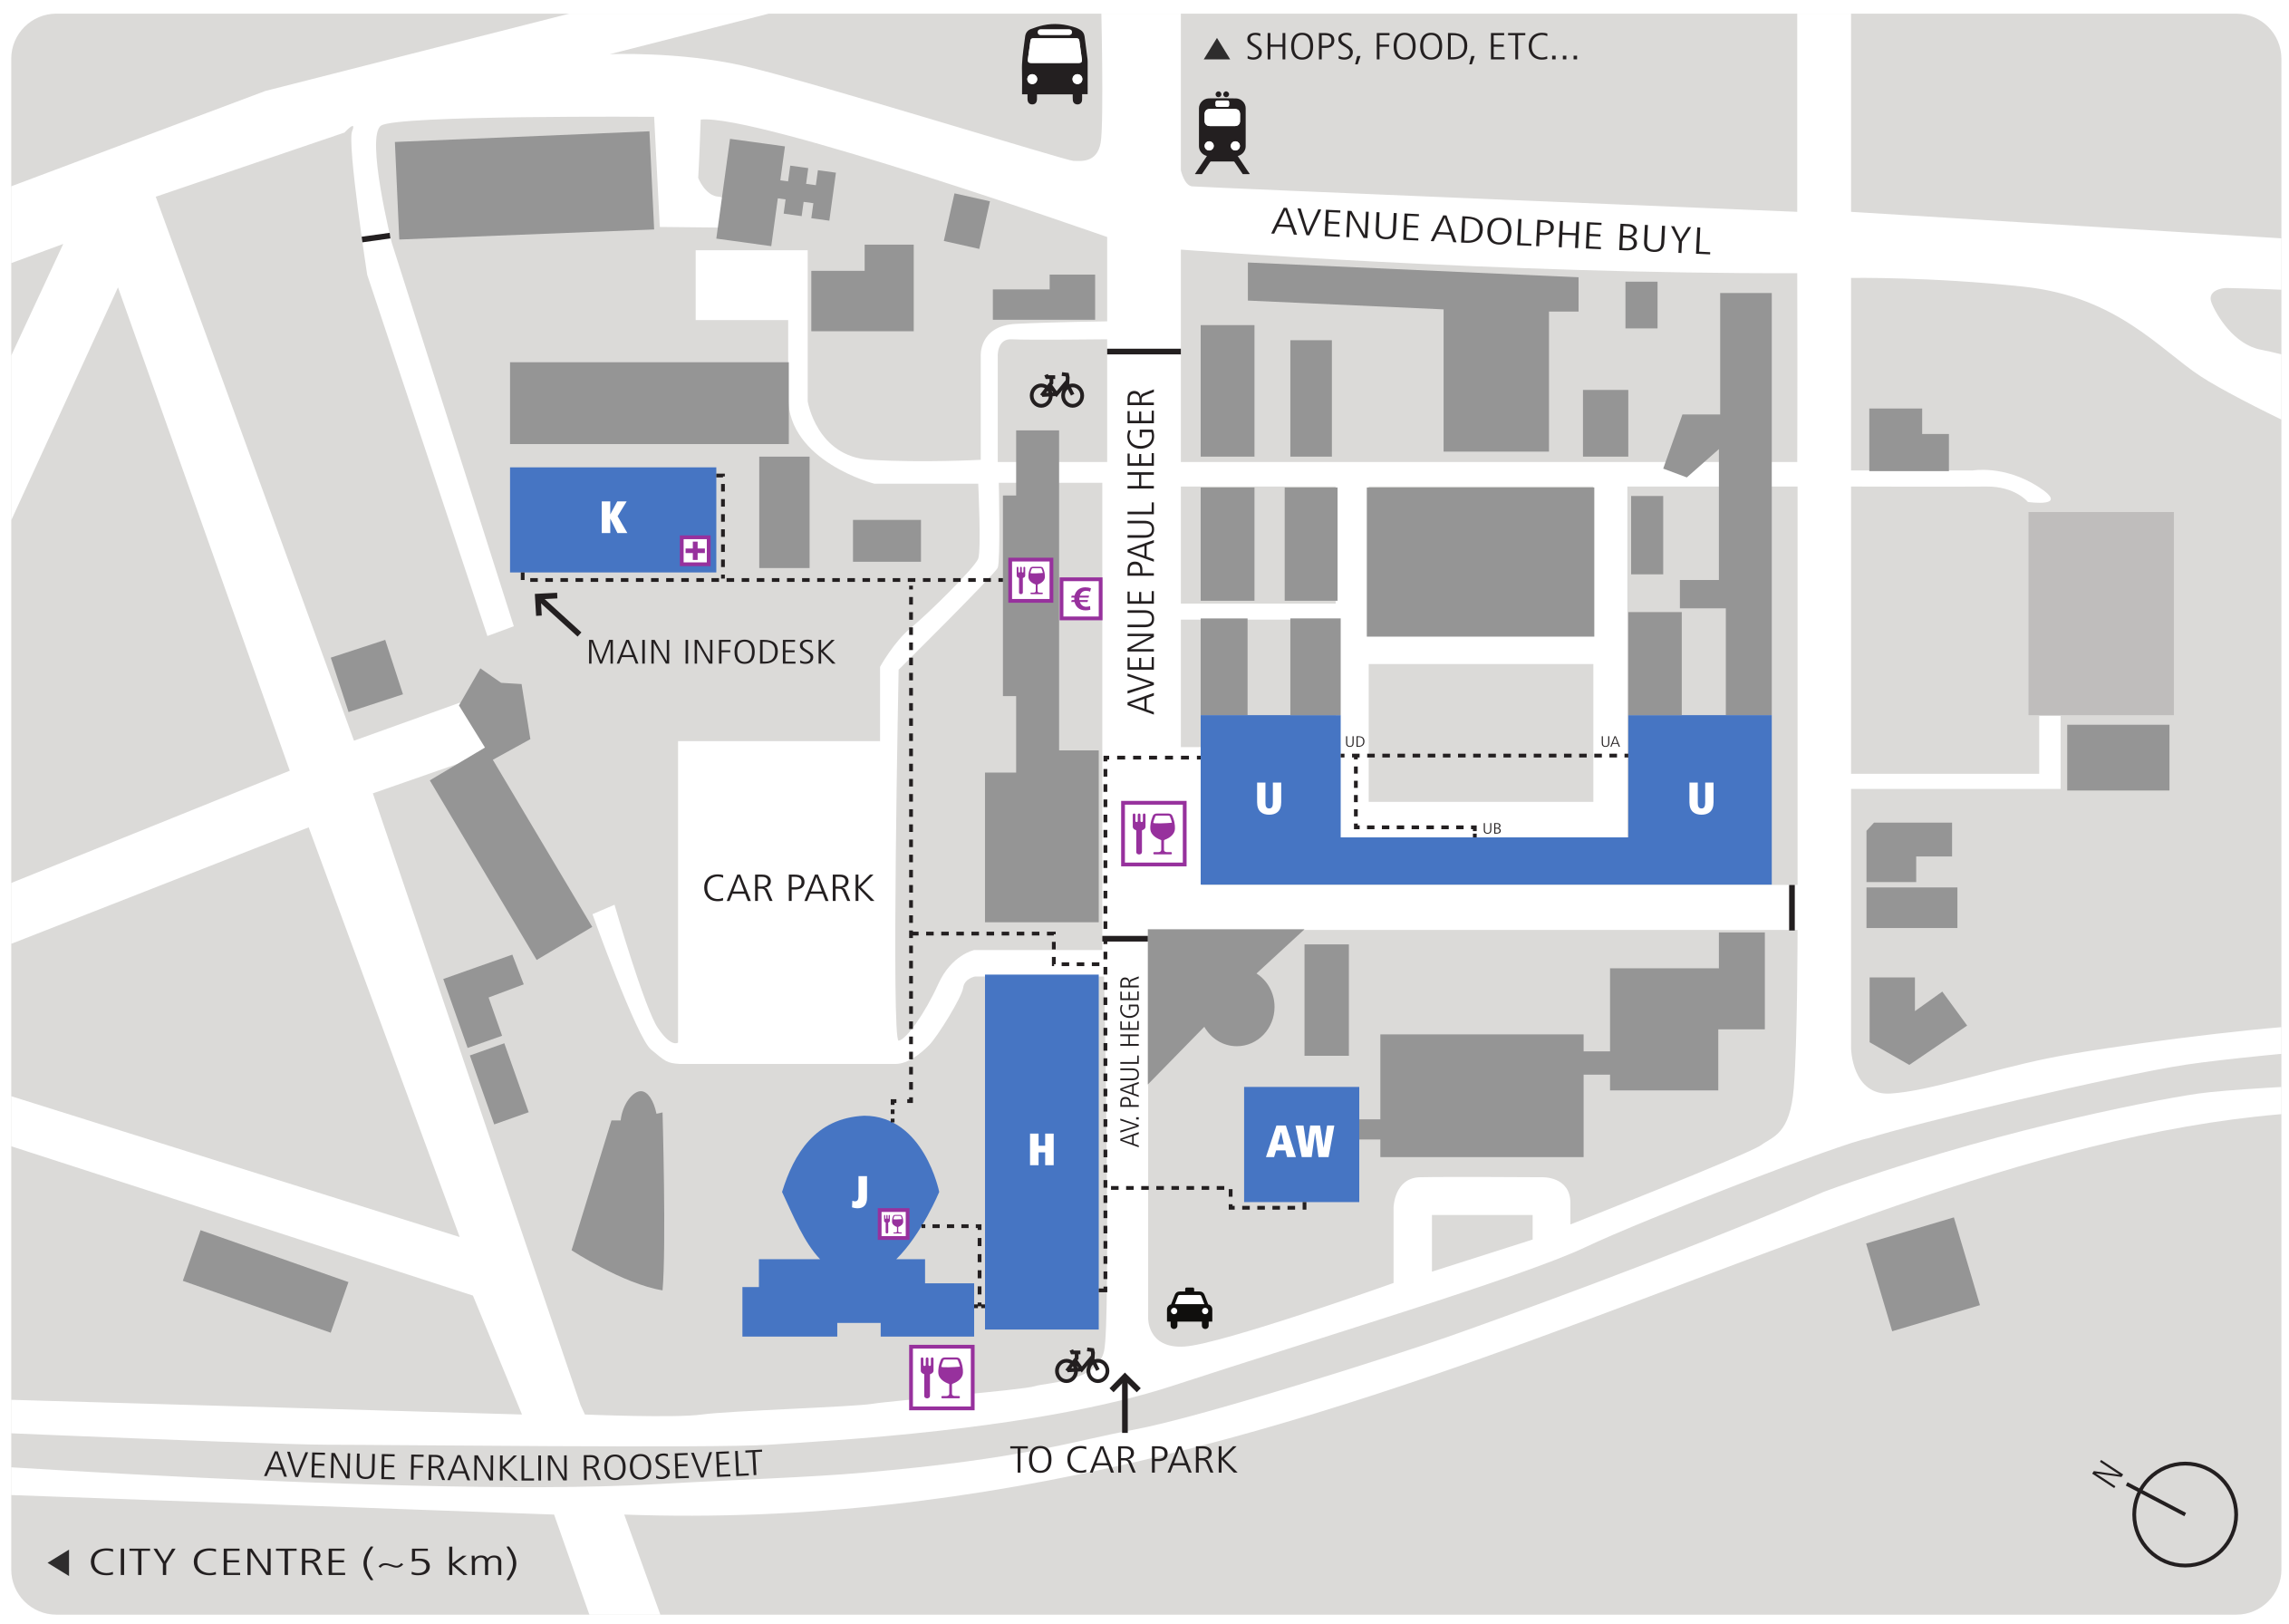 SHOPS, FOOD, ETC...
AVENUE ADOLPHE BUYL
AVENUE PAUL HEGER
K
€
MAIN INFODESK
UD
UA
U
U
UB
CAR PARK
AV. PAUL HEGER
H
AW
J
TO CAR PARK
AVENUE FRANKLIN ROOSEVELT
N
CITY CENTRE (~5 km)